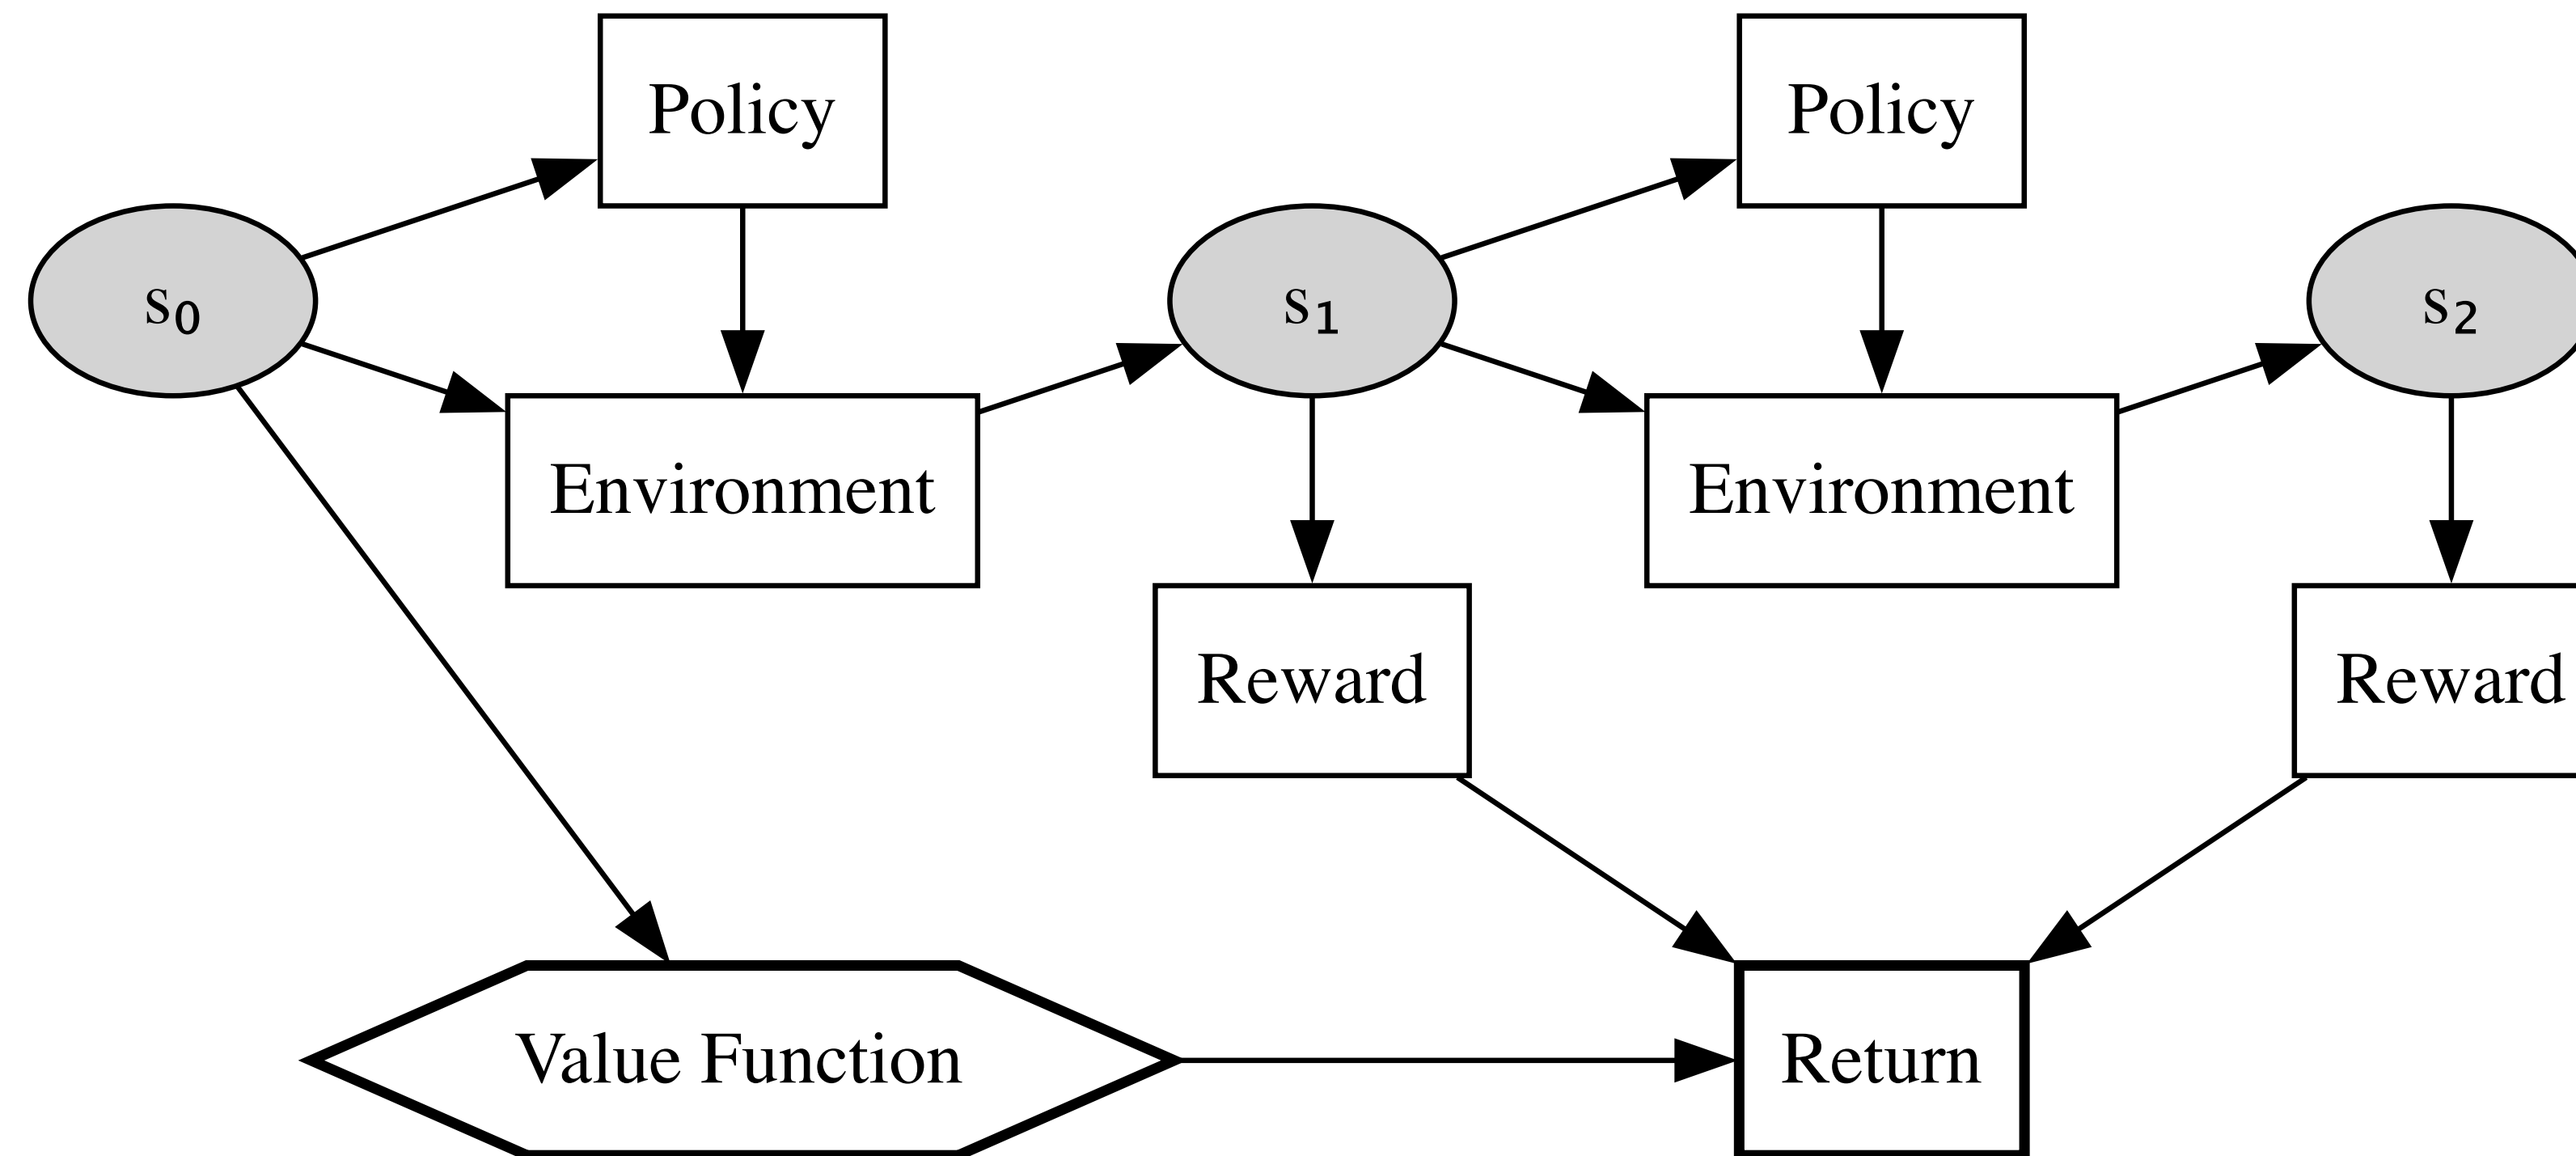 Policy
Policy
s₀
s₁
s₂
Environment
Environment
Reward
Reward
Value Function
Return